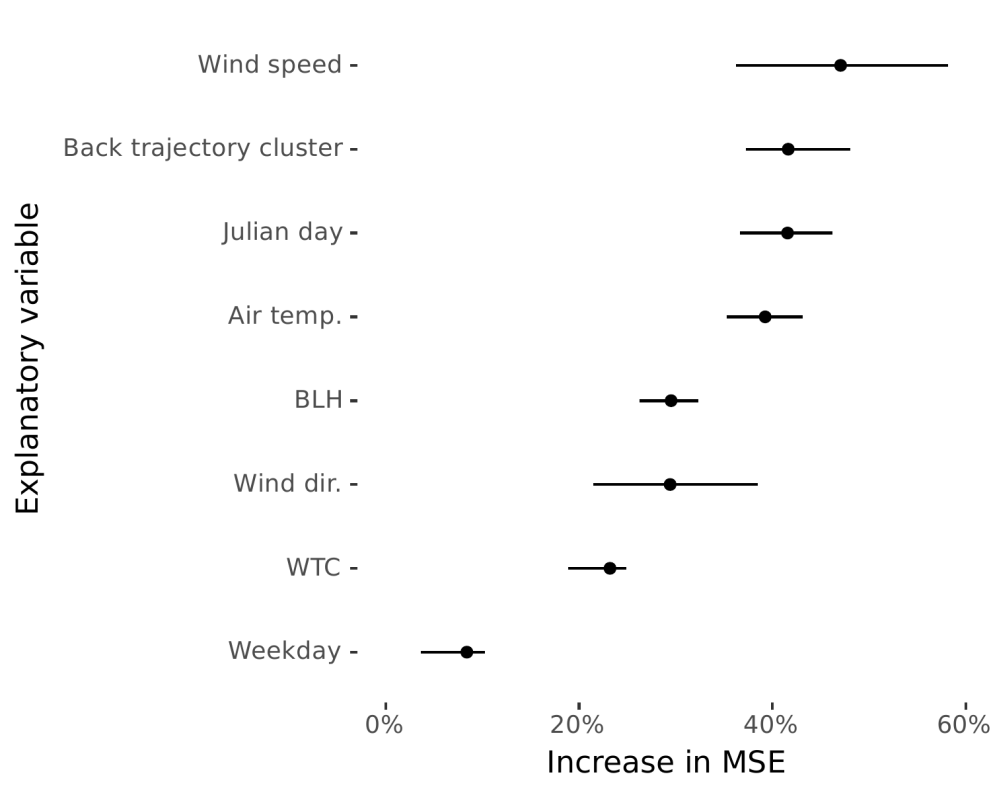 Explanatory variable
Wind speed
Back trajectory cluster
Julian day
Air temp.
BLH
Wind dir.
WTC
Weekday
0% 20% 40% 60%
Increase in MSE